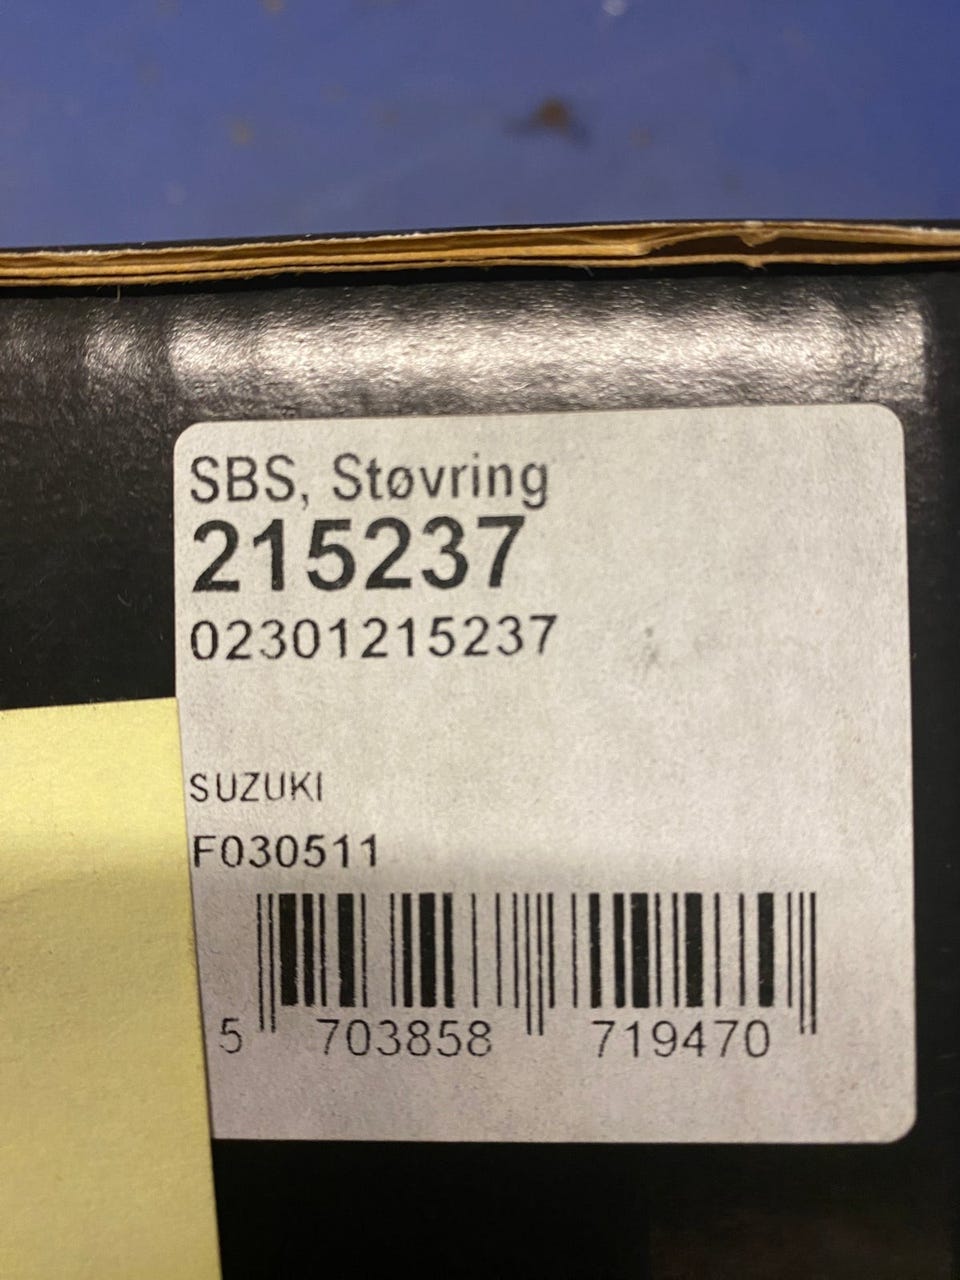 SBS, Støvring
215237
02301215237
SUZUKI
F030511
5 703858 719470